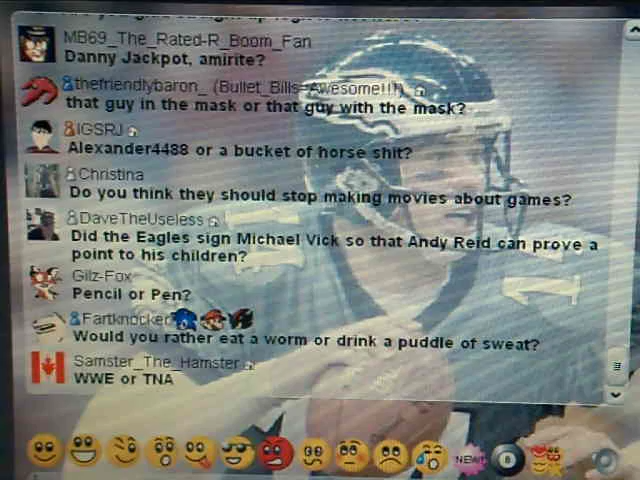 MB69_The_Rated-R_Boom_Fan
Danny Jackpot, amirite?
thefriendlybaron_ (Bullet_Bills=Awesome!!!)
that guy in the mask or that guy with the mask?
IGSRJ
Alexander4488 or a bucket of horse shit?
Christina
Do you think they should stop making movies about games?
DaveTheUseless
Did the Eagles sign Michael Vick so that Andy Reid can prove a
point to his children?
Gilz-Fox
Pencil or Pen?
Fartknocker
Would you rather eat a worm or drink a puddle of sweat?
Samster_The_Hamster
WWE or TNA
NEW!
8